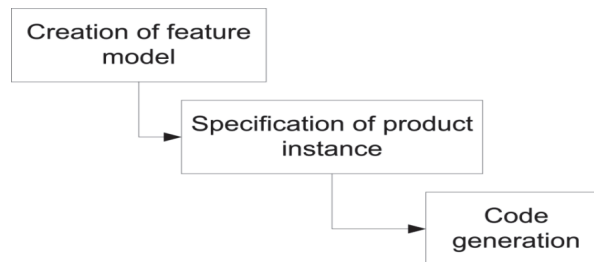 Creation of feature
model
Specification of product
instance
Code
generation